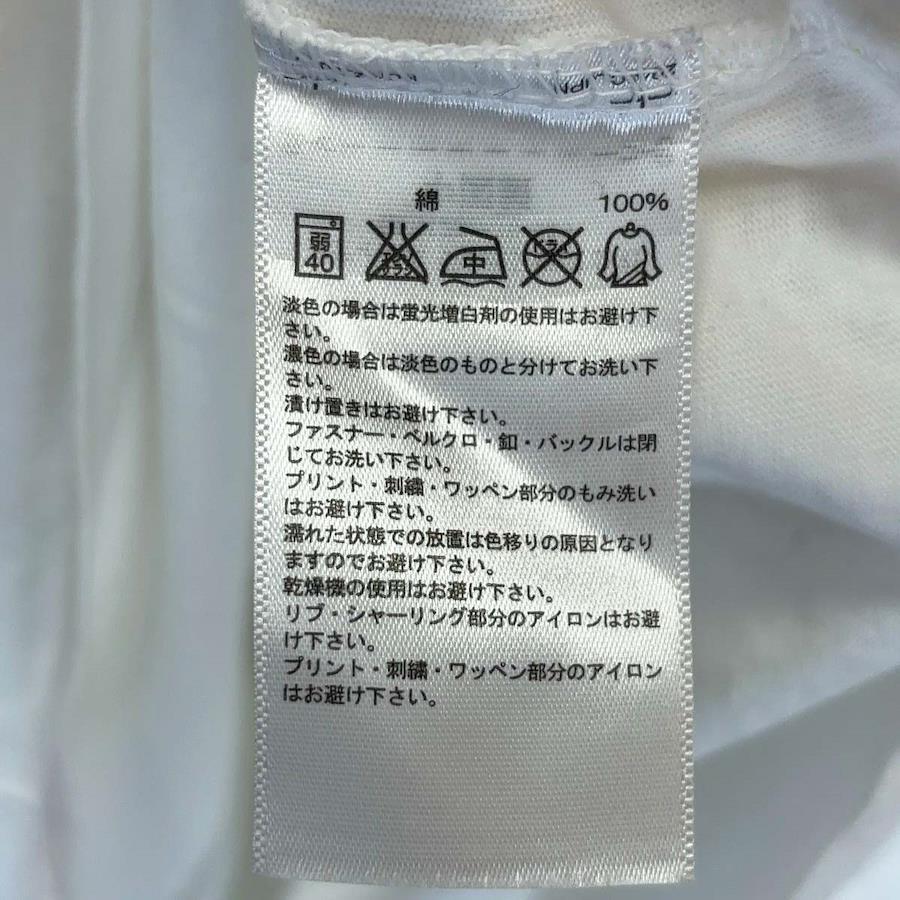 綿 100%
弱 40 エンソサラシ 中 ドライ
淡色の場合は蛍光増白剤の使用はお避け下
さい。
濃色の場合は淡色のものと分けてお洗い下
さい。
漬け置きはお避け下さい。
ファスナー・ベルクロ・釦・バックルは閉
じてお洗い下さい。
プリント・刺繍・ワッペン部分のもみ洗い
はお避け下さい。
濡れた状態での放置は色移りの原因となり
ますのでお避け下さい。
乾燥機の使用はお避け下さい。
リブ・シャーリング部分のアイロンはお避
け下さい。
プリント・刺繍・ワッペン部分のアイロン
はお避け下さい。